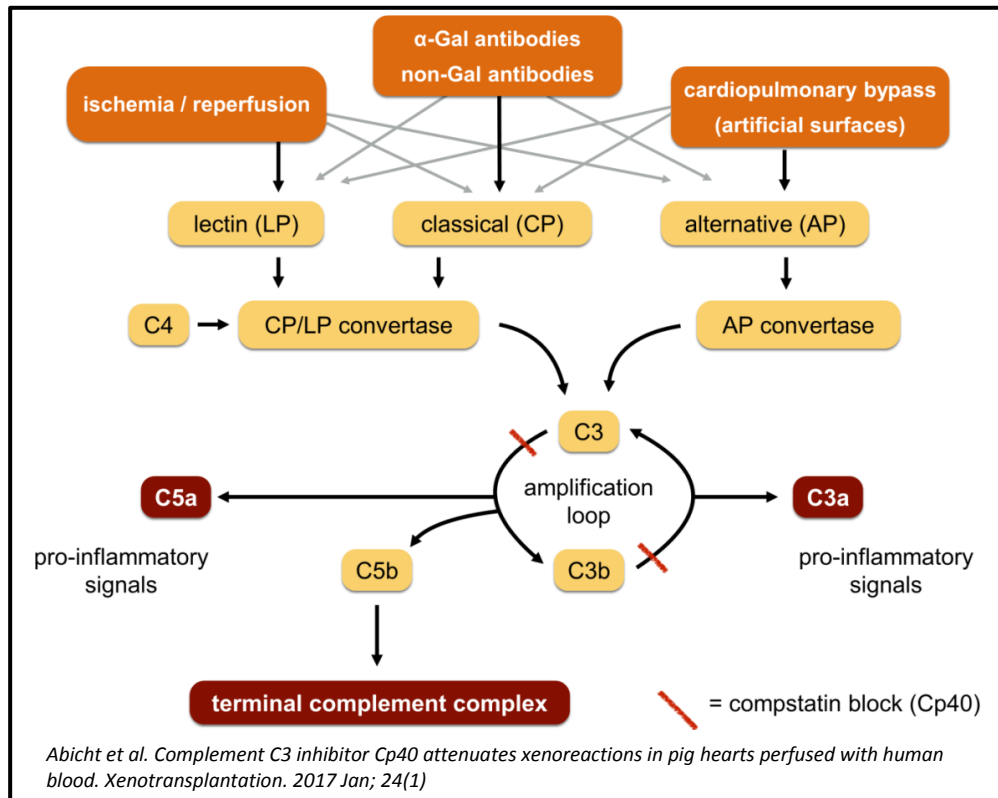 α-Gal antibodies
non-Gal antibodies
ischemia / reperfusion
cardiopulmonary bypass
(artificial surfaces)
lectin (LP)
classical (CP)
alternative (AP)
C4
CP/LP convertase
AP convertase
C3
C5a
amplification
loop
C3a
pro-inflammatory
signals
C5b
C3b
pro-inflammatory
signals
terminal complement complex
= compstatin block (Cp40)
Abicht et al. Complement C3 inhibitor Cp40 attenuates xenoreactions in pig hearts perfused with human
blood. Xenotransplantation. 2017 Jan; 24(1)